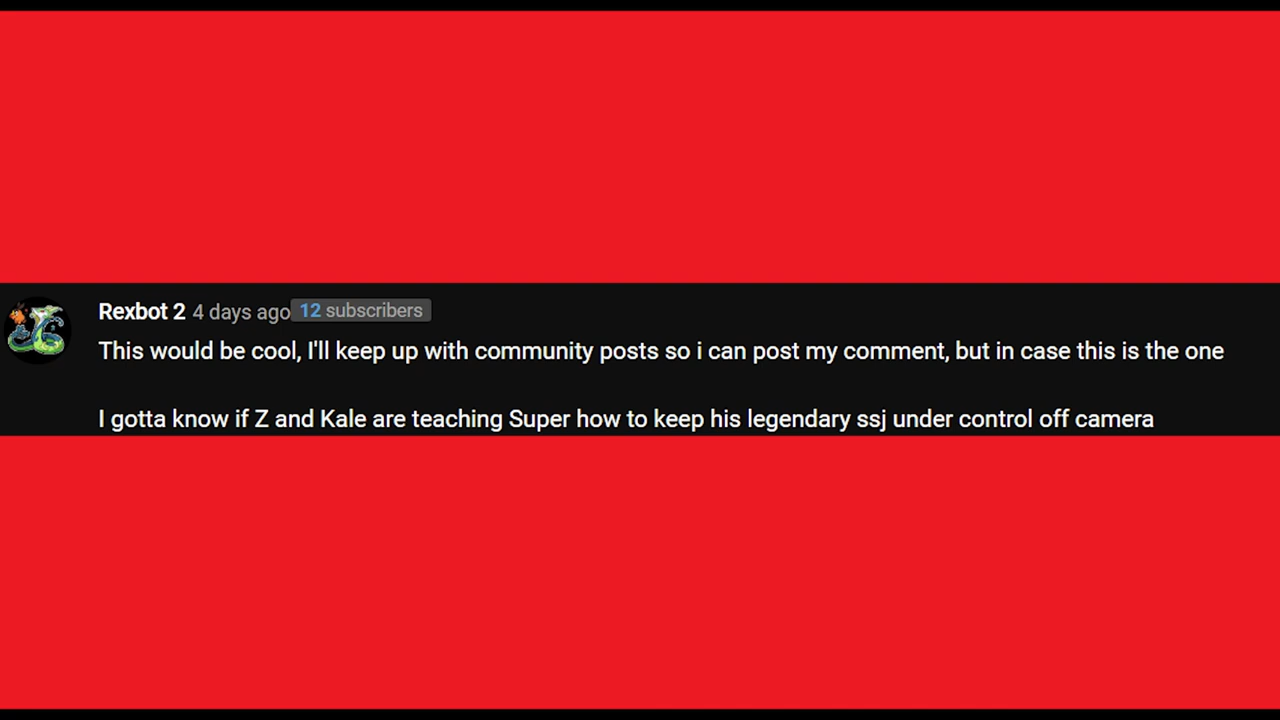 Rexbot 2 4 days ago 12 subscribers
This would be cool, I'll keep up with community posts so i can post my comment, but in case this is the one
I gotta know if Z and Kale are teaching Super how to keep his legendary ssj under control off camera